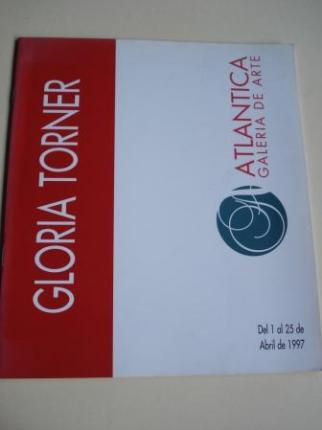 GLORIA TORNER
ATLANTICA
GALERIA DE ARTE
Del 1 al 25 de
Abril de 1997